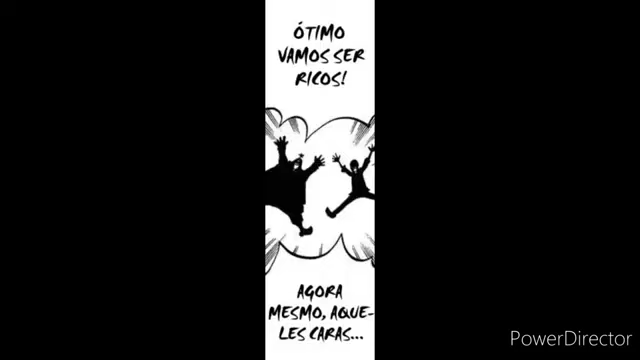 ÓTIMO
VAMOS SER
RICOS!
AGORA
MESMO, AQUE-
LES CARAS...
PowerDirector